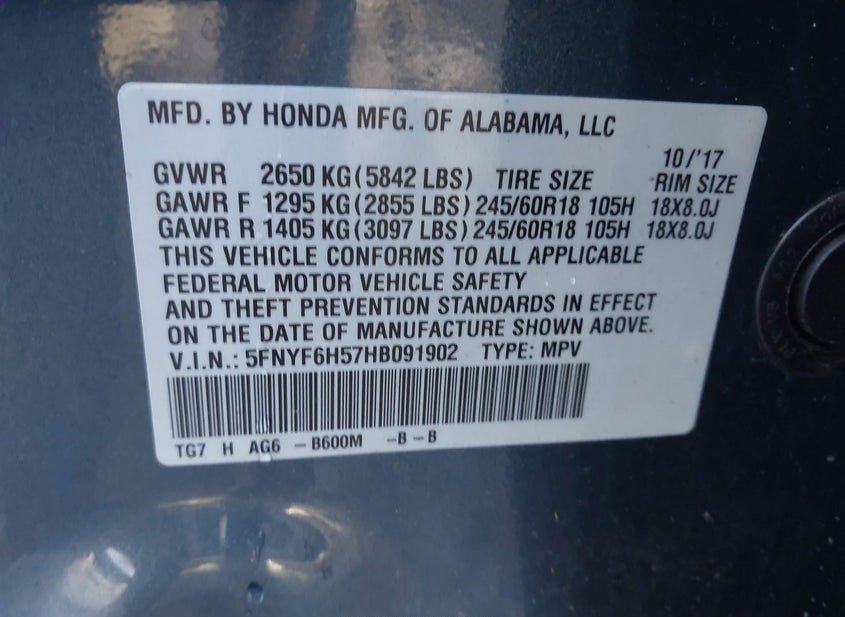 MFD. BY HONDA MFG. OF ALABAMA, LLC
10/'17
GVWR 2650 KG (5842 LBS) TIRE SIZE RIM SIZE
GAWR F 1295 KG (2855 LBS) 245/60R18 105H 18X8.0J
GAWR R 1405 KG (3097 LBS) 245/60R18 105H 18X8.0J
THIS VEHICLE CONFORMS TO ALL APPLICABLE
FEDERAL MOTOR VEHICLE SAFETY
AND THEFT PREVENTION STANDARDS IN EFFECT
ON THE DATE OF MANUFACTURE SHOWN ABOVE.
V.I.N.: 5FNYF6H57HB091902 TYPE: MPV
TG7 H AG6 – B600M –B – B